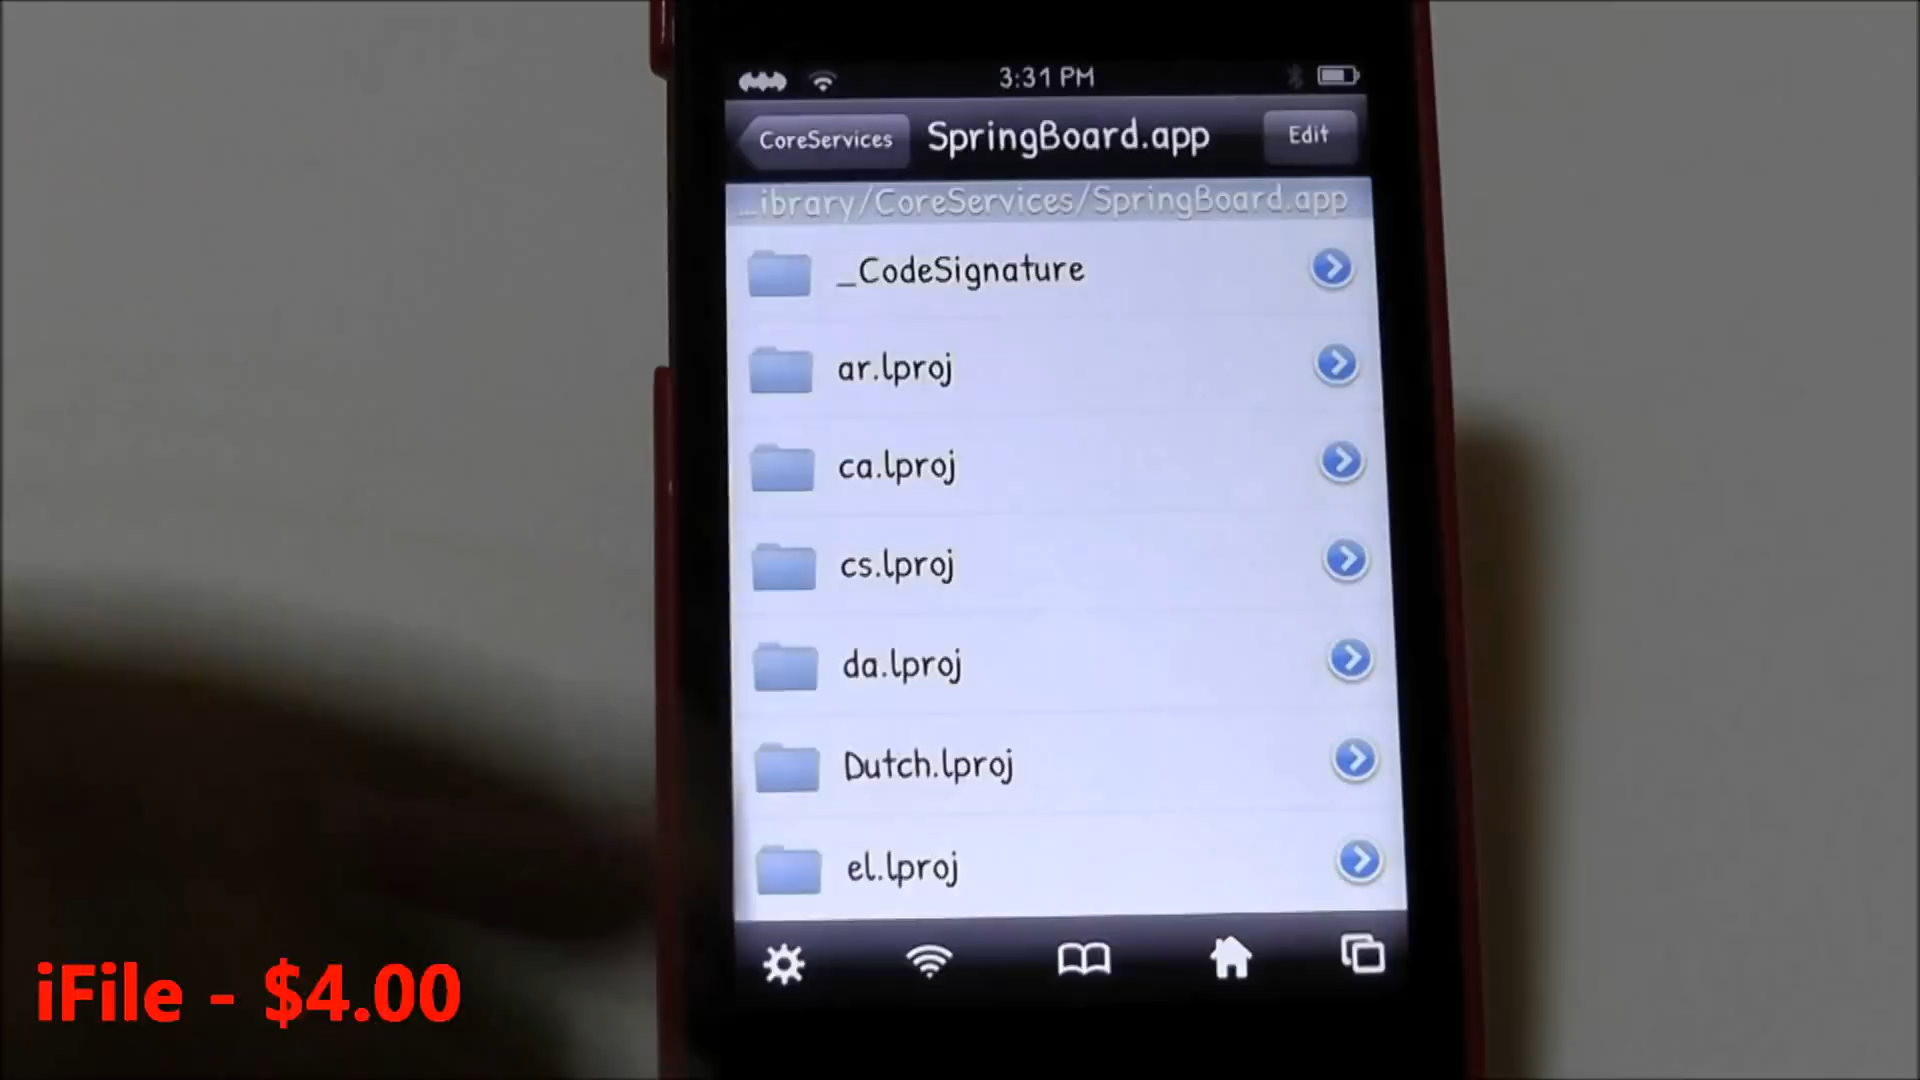 3:31 PM
CoreServices
SpringBoard.app
Edit
...ibrary/CoreServices/SpringBoard.app
_CodeSignature
ar.lproj
ca.lproj
cs.lproj
da.lproj
Dutch.lproj
el.lproj
iFile - $4.00